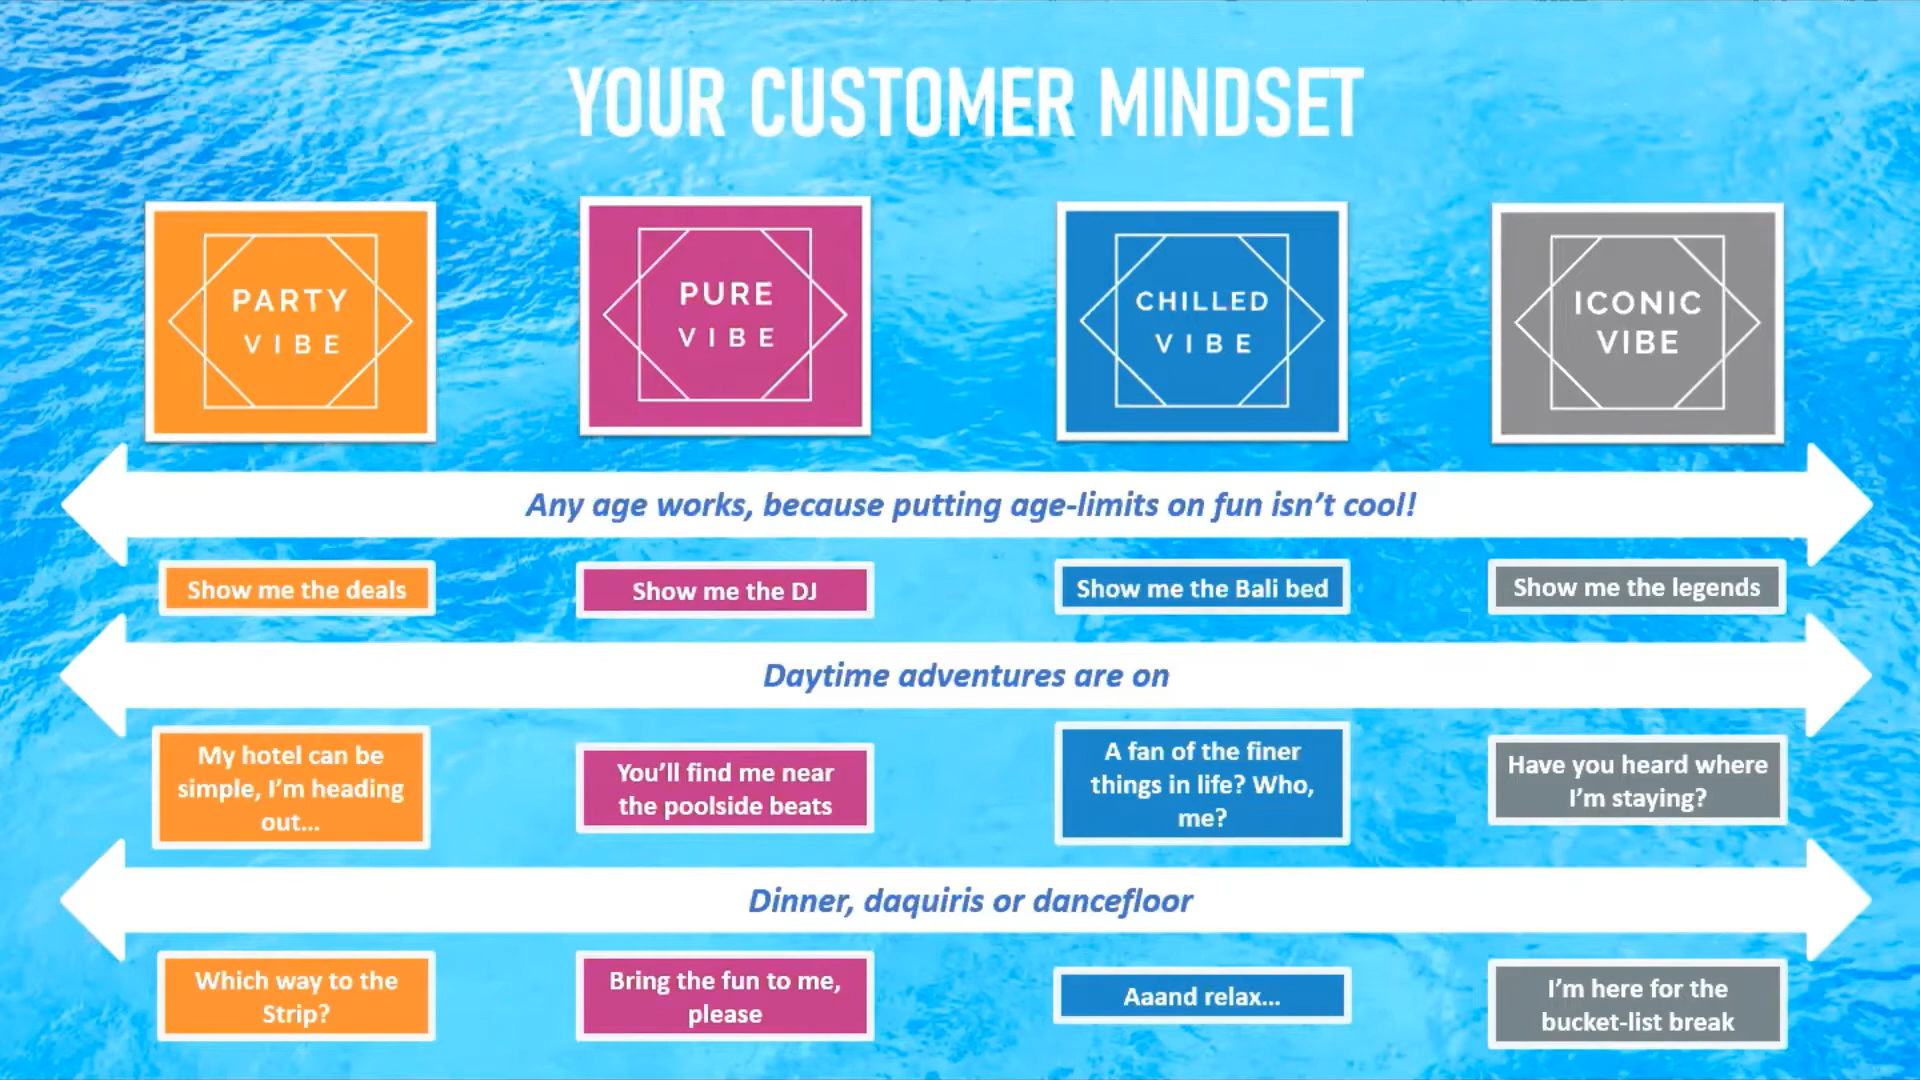 YOUR CUSTOMER MINDSET
PARTY
VIBE
PURE
VIBE
CHILLED
VIBE
ICONIC
VIBE
Any age works, because putting age-limits on fun isn't cool!
Show me the deals
Show me the DJ
Show me the Bali bed
Show me the legends
Daytime adventures are on
My hotel can be
simple, I'm heading
out...
You'll find me near
the poolside beats
A fan of the finer
things in life? Who,
me?
Have you heard where
I'm staying?
Dinner, daquiris or dancefloor
Which way to the
Strip?
Bring the fun to me,
please
Aaand relax...
I'm here for the
bucket-list break